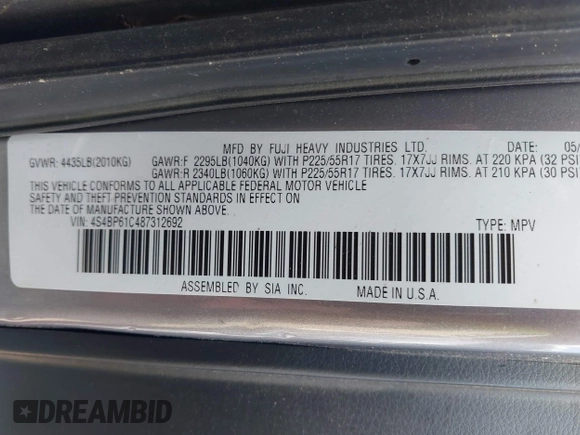 MFD BY FUJI HEAVY INDUSTRIES LTD. 05/
GVWR: 4435LB(2010KG) GAWR:F 2295LB(1040KG) WITH P225/55R17 TIRES. 17X7JJ RIMS. AT 220 KPA (32 PSI
GAWR:R 2340LB(1060KG) WITH P225/55R17 TIRES. 17X7JJ RIMS. AT 210 KPA (30 PSI
THIS VEHICLE CONFORMS TO ALL APPLICABLE FEDERAL MOTOR VEHICLE
SAFETY AND THEFT PREVENTION STANDARDS IN EFFECT ON
THE DATE OF MANUFACTURE SHOWN ABOVE.
VIN: 4S4BP61C487312692 TYPE: MPV
ASSEMBLED BY SIA INC. MADE IN U.S.A.
DREAMBID